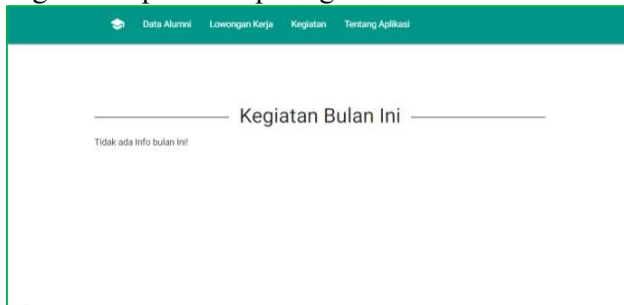 Data Alumni Lowongan Kerja Kegiatan Tentang Aplikasi
Kegiatan Bulan Ini
Tidak ada Info bulan Ini!